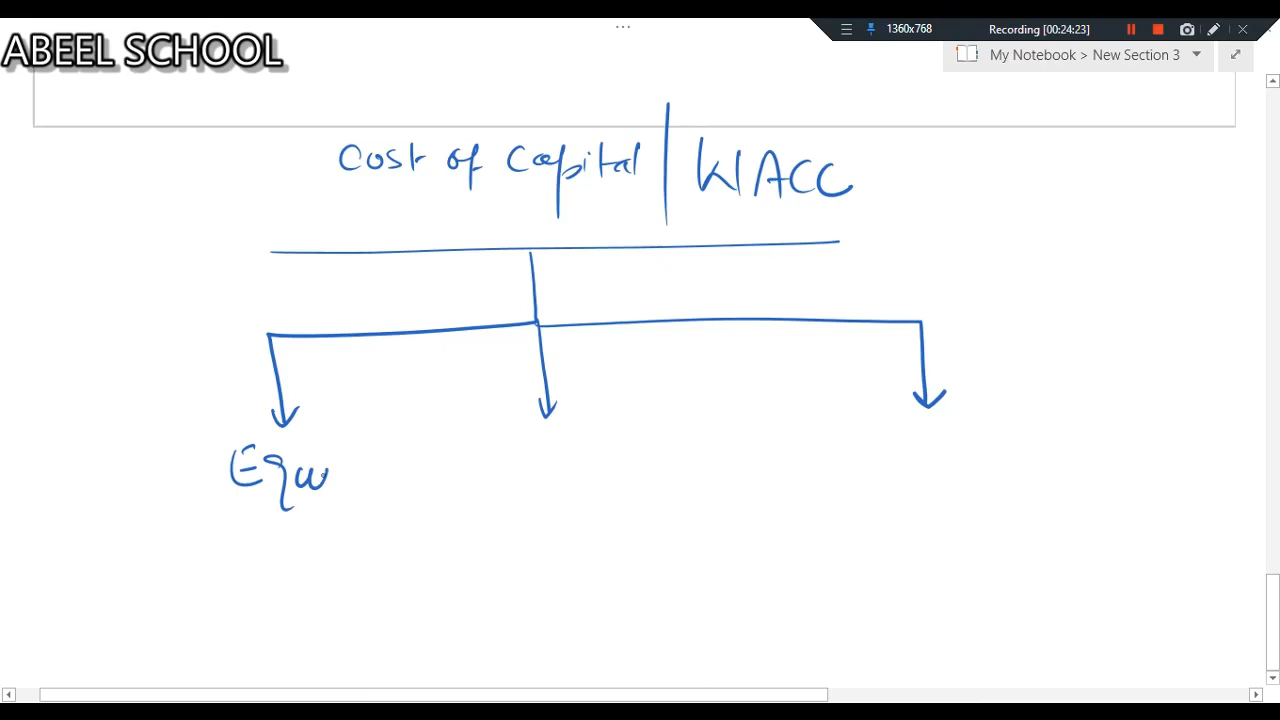 ABEEL SCHOOL
1360x768 Recording [00:24:23]
My Notebook > New Section 3
Cost of Capital | WACC
Equ